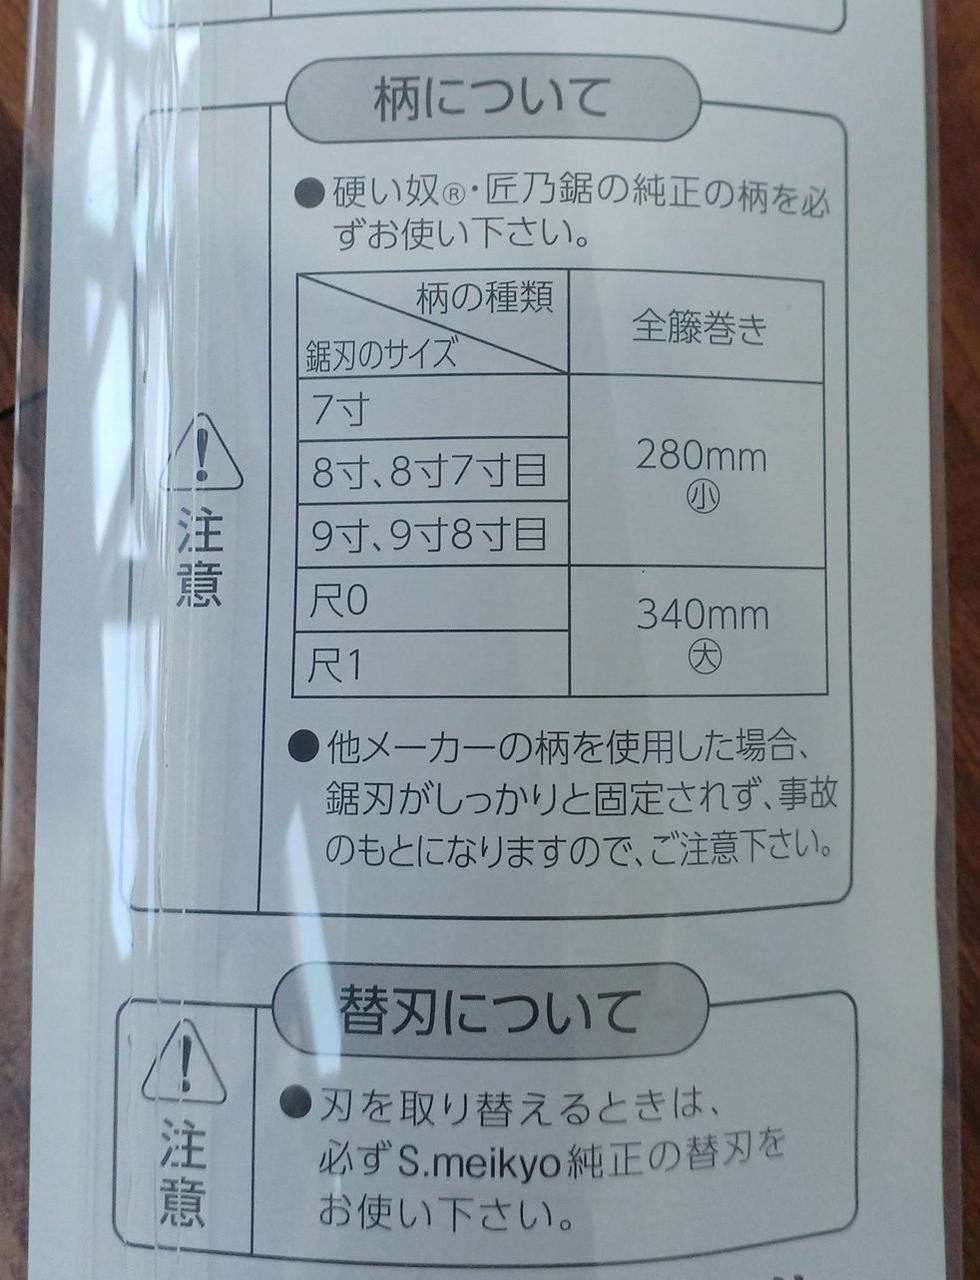 柄について
●硬い奴®・匠乃鋸の純正の柄を必
ずお使い下さい。
柄の種類
鋸刃のサイズ
全籐巻き
7寸
8寸、8寸7寸目
9寸、9寸8寸目
280mm
㊥小
尺0
尺1
340mm
大
●他メーカーの柄を使用した場合、
鋸刃がしっかりと固定されず、事故
のもとになりますので、ご注意下さい。
注意
替刃について
●刃を取り替えるときは、
必ずS.meikyo純正の替刃を
お使い下さい。
注意